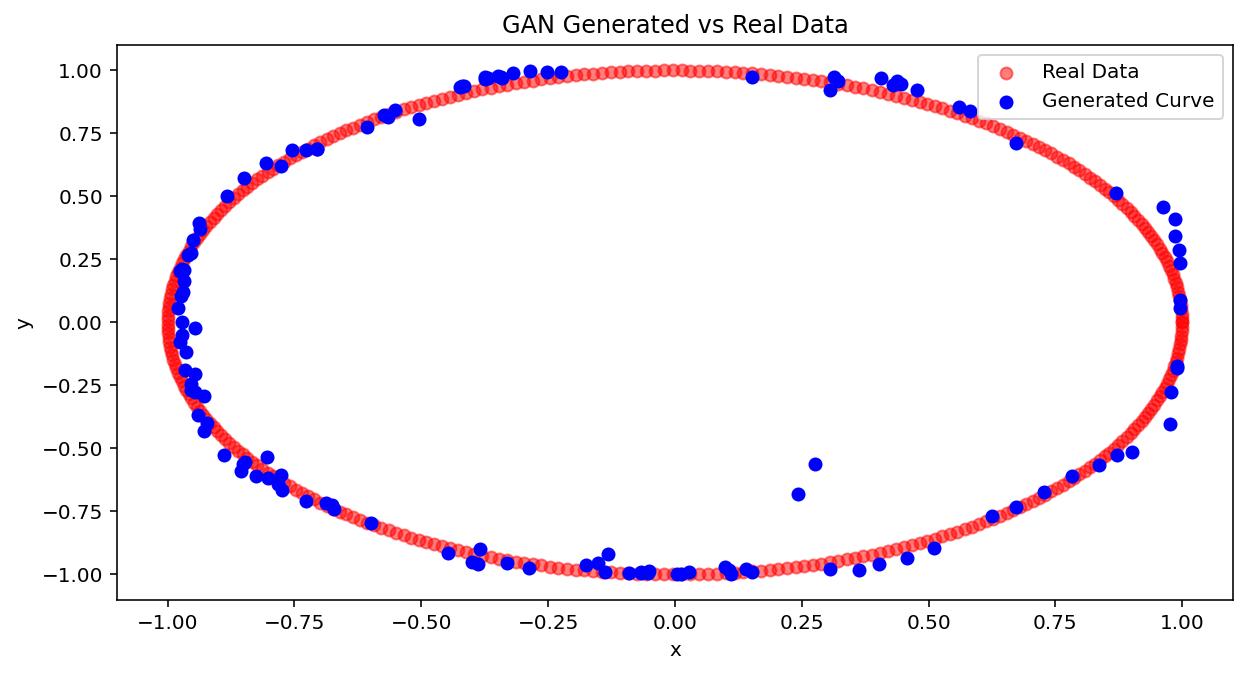 GAN Generated vs Real Data
Real Data
Generated Curve
1.00
0.75
0.50
0.25
0.00
−0.25
−0.50
−0.75
−1.00
y
−1.00 −0.75 −0.50 −0.25 0.00 0.25 0.50 0.75 1.00
x